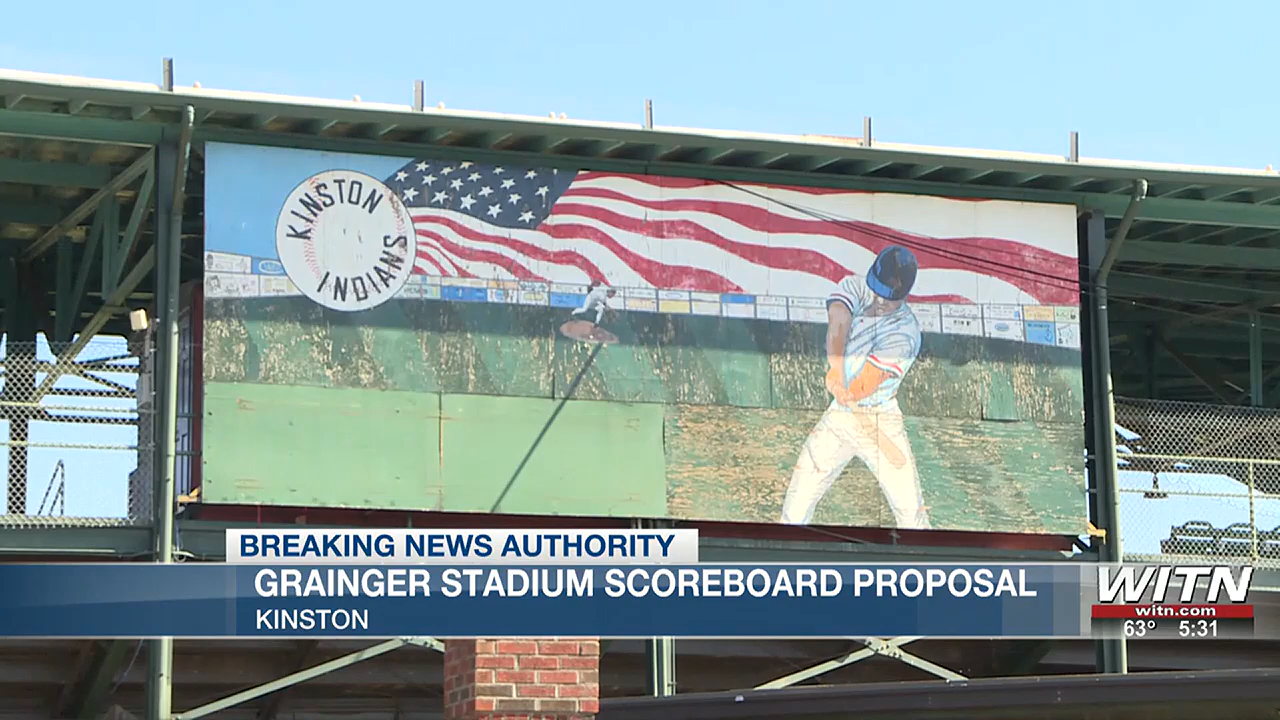 KINSTON
INDIANS
BREAKING NEWS AUTHORITY
GRAINGER STADIUM SCOREBOARD PROPOSAL
KINSTON
WITN
witn.com
63° 5:31